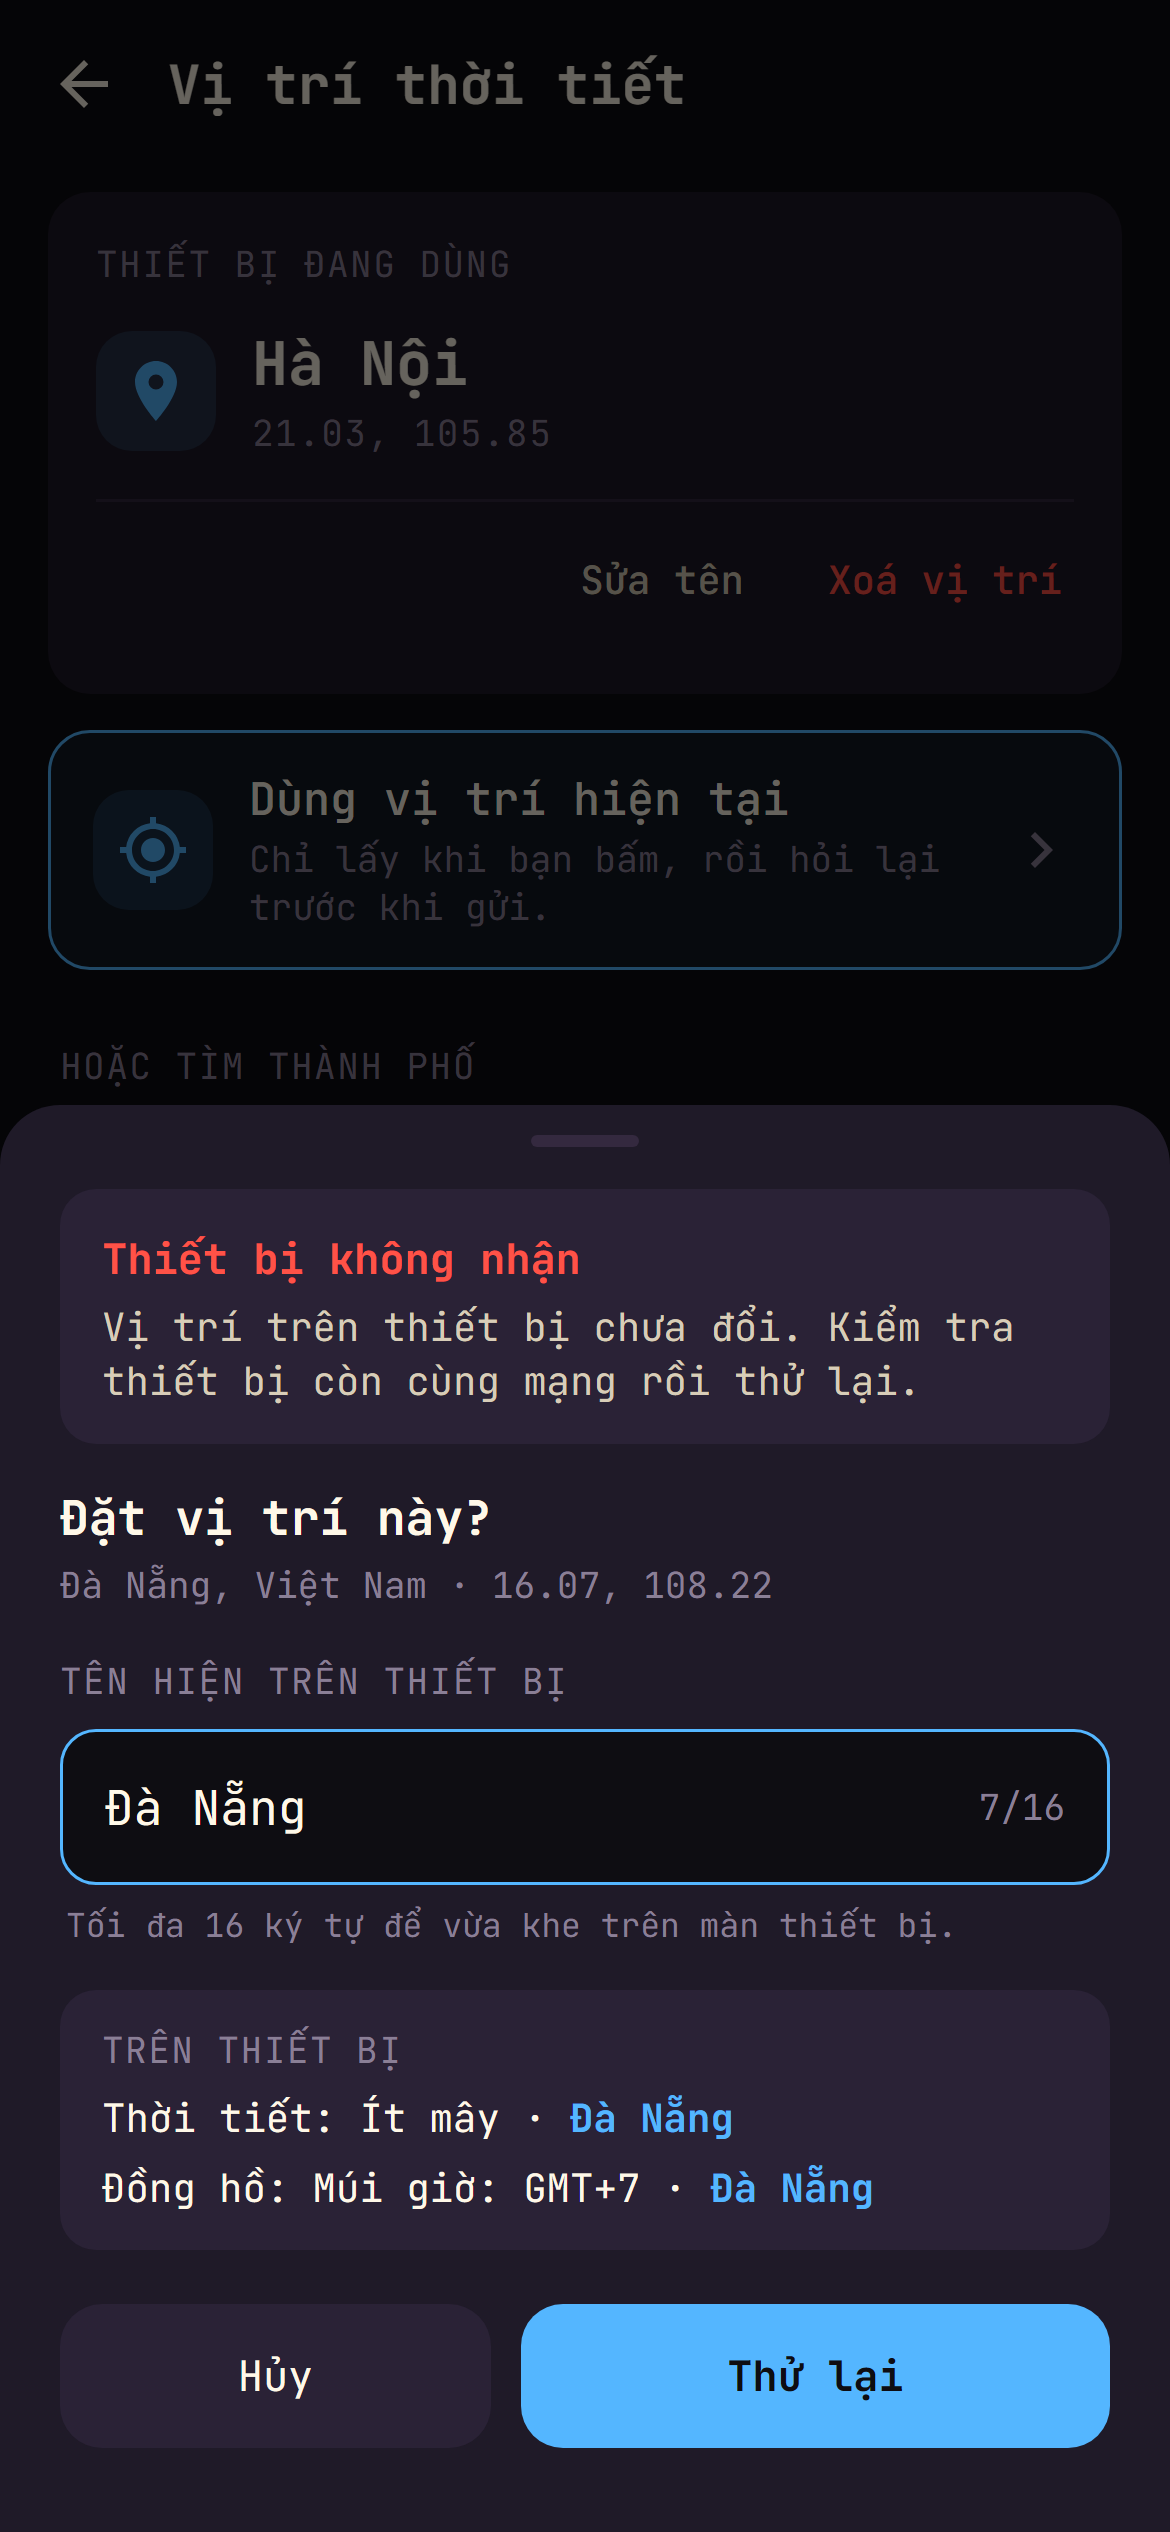 Vị trí thời tiết
THIẾT BỊ ĐANG DÙNG
Hà Nội
21.03, 105.85
Sửa tên
Xoá vị trí
Dùng vị trí hiện tại
Chỉ lấy khi bạn bấm, rồi hỏi lại
trước khi gửi.
HOẶC TÌM THÀNH PHỐ
Thiết bị không nhận
Vị trí trên thiết bị chưa đổi. Kiểm tra
thiết bị còn cùng mạng rồi thử lại.
Đặt vị trí này?
Đà Nẵng, Việt Nam · 16.07, 108.22
TÊN HIỆN TRÊN THIẾT BỊ
Đà Nẵng
7/16
Tối đa 16 ký tự để vừa khe trên màn thiết bị.
TRÊN THIẾT BỊ
Thời tiết: Ít mây · Đà Nẵng
Đồng hồ: Múi giờ: GMT+7 · Đà Nẵng
Hủy
Thử lại